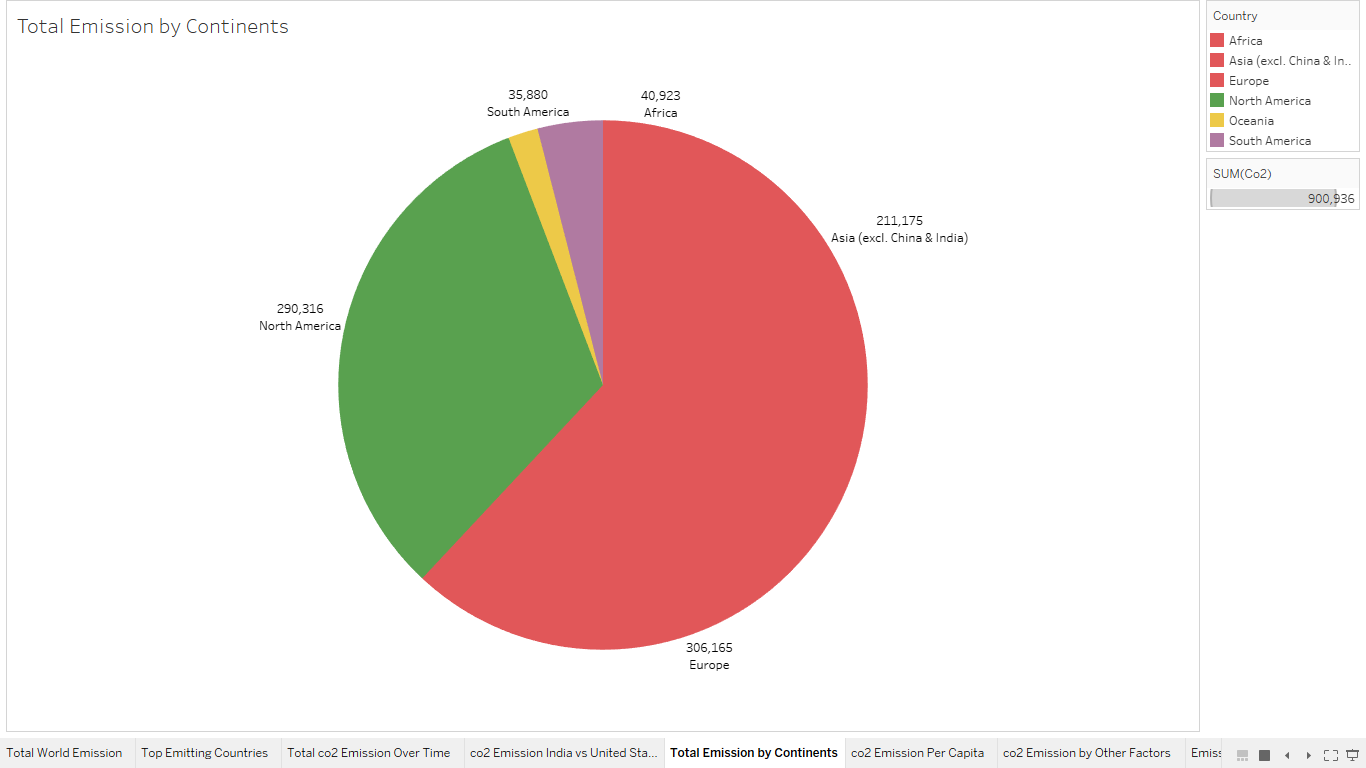 Total Emission by Continents
35,880
South America
40,923
Africa
211,175
Asia (excl. China & India)
290,316
North America
306,165
Europe
Country
Africa
Asia (excl. China & In..
Europe
North America
Oceania
South America
SUM(Co2)
900,936
Total World Emission
Top Emitting Countries
Total co2 Emission Over Time
co2 Emission India vs United Sta...
Total Emission by Continents
co2 Emission Per Capita
co2 Emission by Other Factors
Emiss